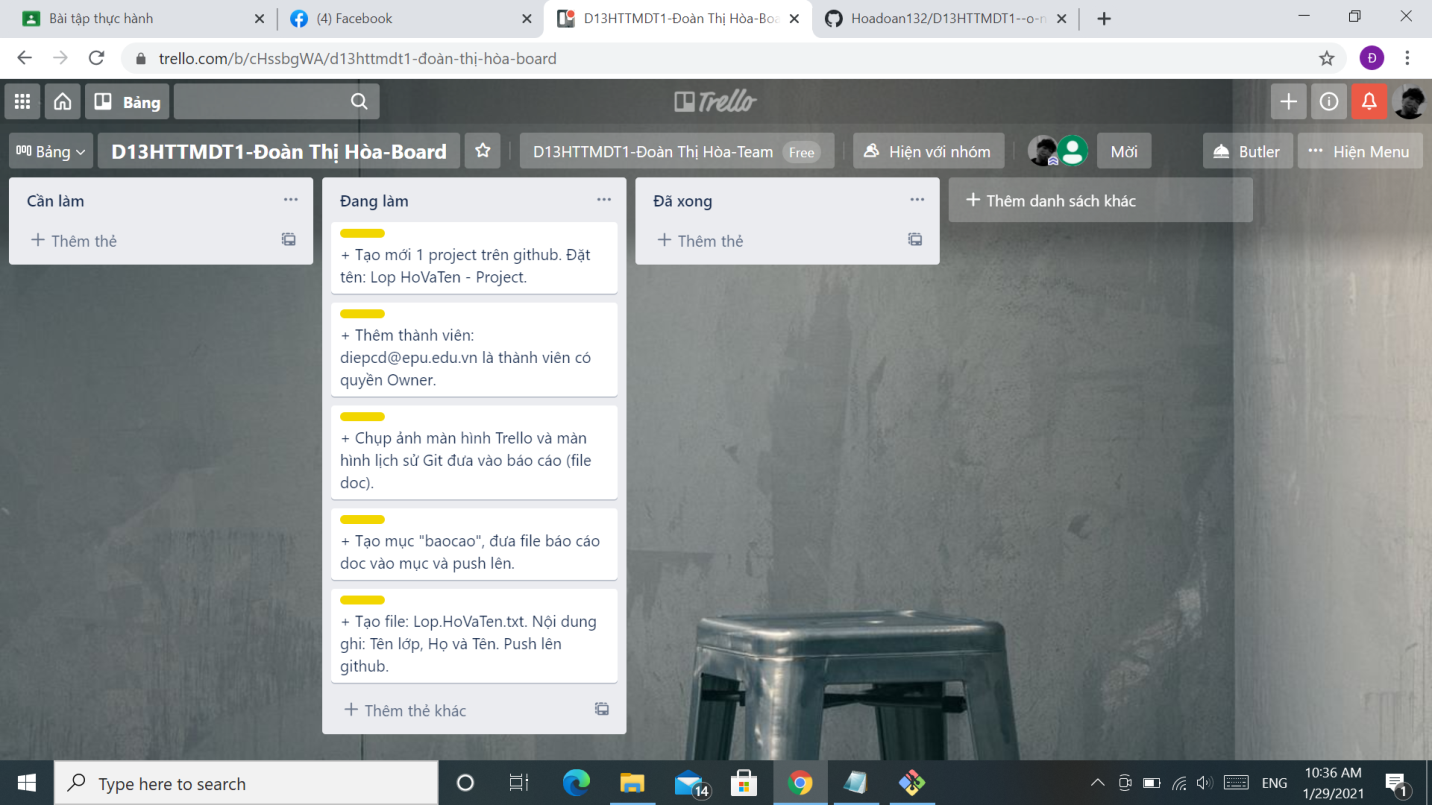 Bài tập thực hành
(4) Facebook
D13HTTMDT1-Đoàn Thị Hòa-Boa
Hoadoan132/D13HTTMDT1--o-n
trello.com/b/cHssbgWA/d13httmdt1-đoàn-thị-hòa-board
Đ
Bảng
Trello
Bảng
D13HTTMDT1-Đoàn Thị Hòa-Board
D13HTTMDT1-Đoàn Thị Hòa-Team Free
Hiện với nhóm
Mời
Butler
Hiện Menu
Cần làm
+ Thêm thẻ
Đang làm
+ Tạo mới 1 project trên github. Đặt
tên: Lop HoVaTen - Project.
+ Thêm thành viên:
diepcd@epu.edu.vn là thành viên có
quyền Owner.
+ Chụp ảnh màn hình Trello và màn
hình lịch sử Git đưa vào báo cáo (file
doc).
+ Tạo mục "baocao", đưa file báo cáo
doc vào mục và push lên.
+ Tạo file: Lop.HoVaTen.txt. Nội dung
ghi: Tên lớp, Họ và Tên. Push lên
github.
+ Thêm thẻ khác
Đã xong
+ Thêm thẻ
+ Thêm danh sách khác
Type here to search
14
ENG
10:36 AM
1/29/2021
1